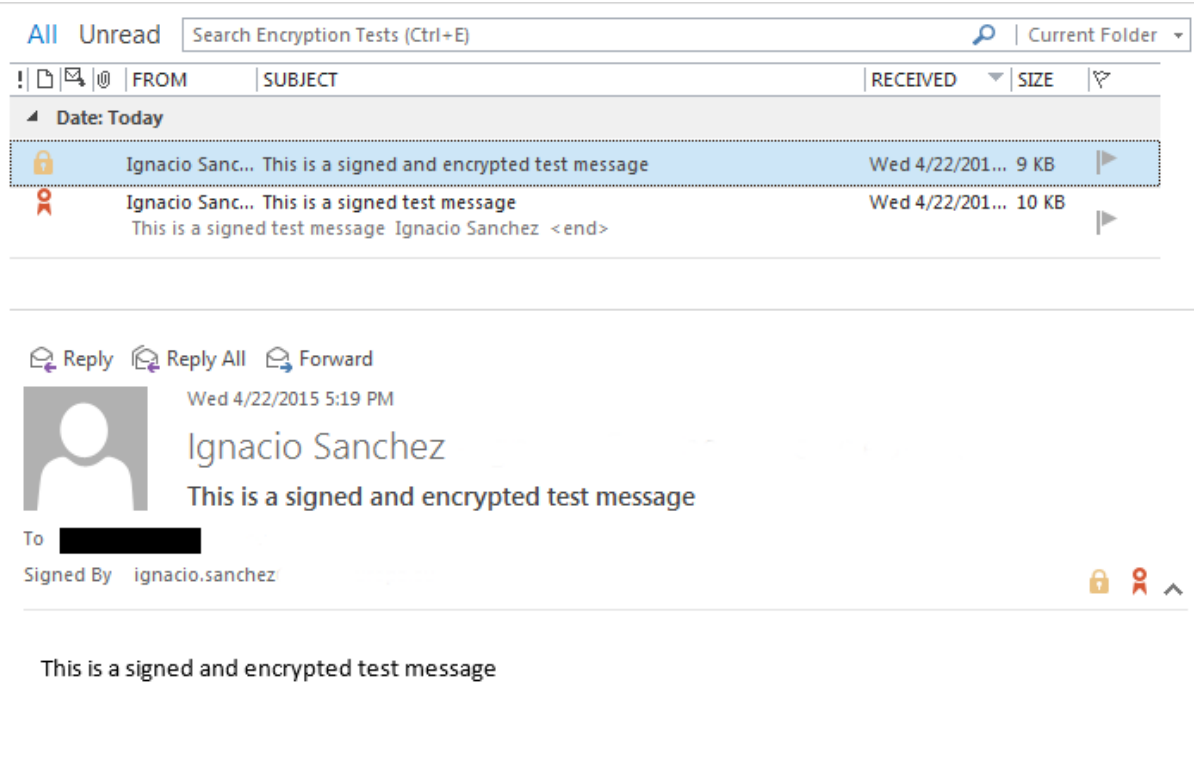 All Unread Search Encryption Tests (Ctrl+E) Current Folder
! FROM SUBJECT RECEIVED SIZE
Date: Today
Ignacio Sanc... This is a signed and encrypted test message Wed 4/22/201... 9 KB
Ignacio Sanc... This is a signed test message Wed 4/22/201... 10 KB
This is a signed test message Ignacio Sanchez <end>
Reply Reply All Forward
Wed 4/22/2015 5:19 PM
Ignacio Sanchez
This is a signed and encrypted test message
To
Signed By ignacio.sanchez
This is a signed and encrypted test message